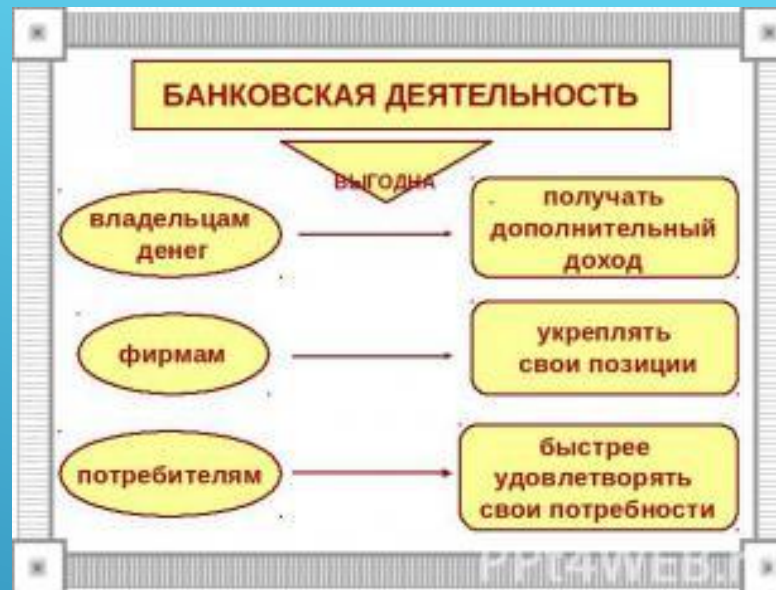 БАНКОВСКАЯ ДЕЯТЕЛЬНОСТЬ
ВЫГОДНА
владельцам
денег
получать
дополнительный
доход
фирмам
укреплять
свои позиции
потребителям
быстрее
удовлетворять
свои потребности